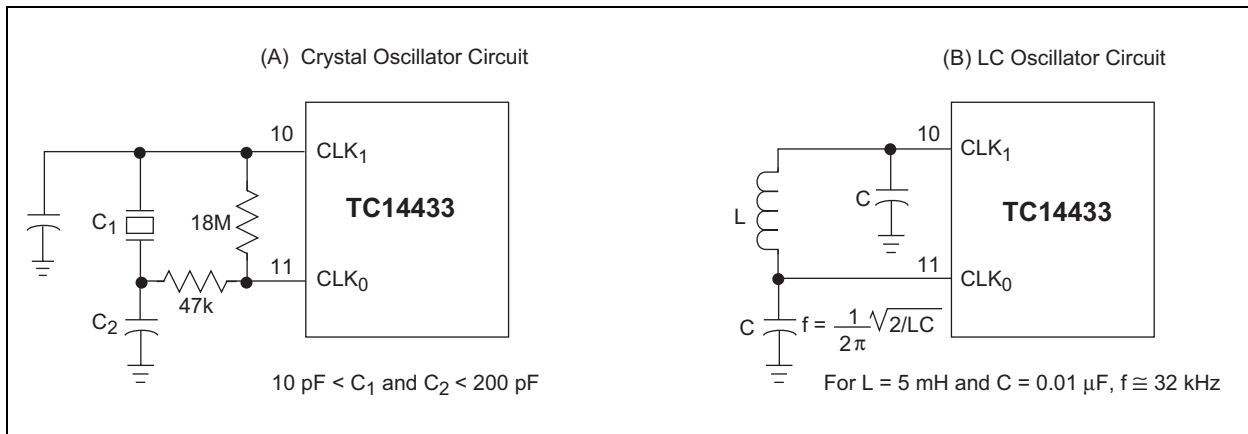 (A) Crystal Oscillator Circuit
10
CLK1
C1
18M
TC14433
11
CLK0
47k
C2
10 pF < C1 and C2 < 200 pF
(B) LC Oscillator Circuit
10
CLK1
C
L
TC14433
11
CLK0
C
f = 1/2π √2/LC
For L = 5 mH and C = 0.01 μF, f ≅ 32 kHz